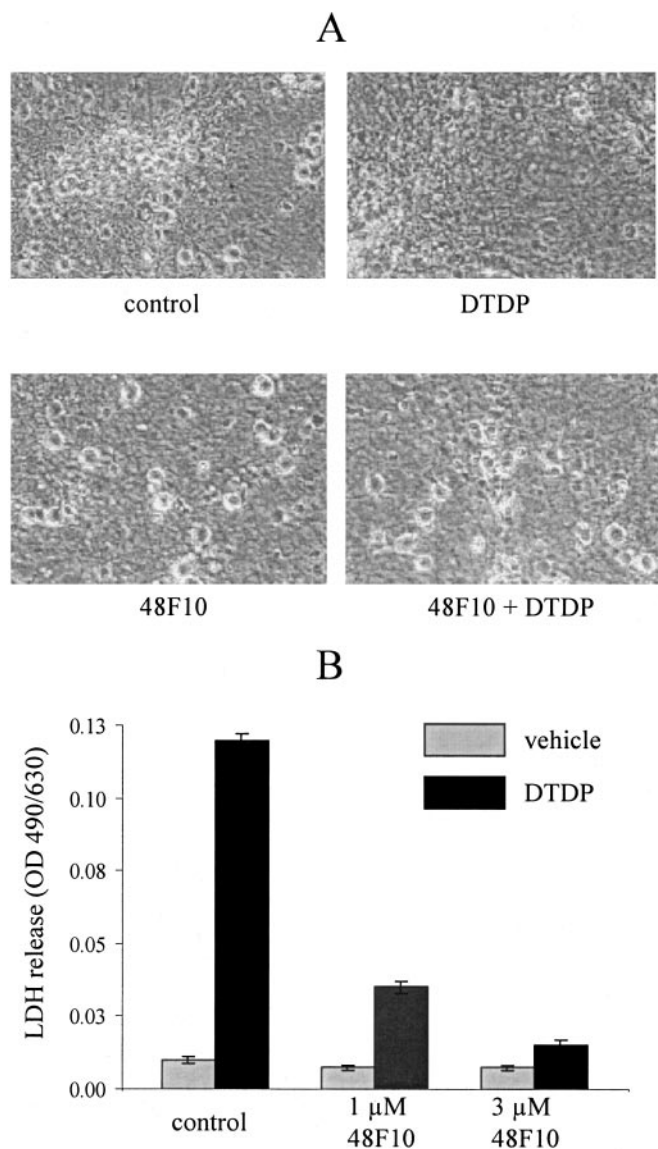 A
control
DTDP
48F10
48F10 + DTDP
B
LDH release (OD 490/630)
0.13
0.10
0.08
0.05
0.03
0.00
vehicle
DTDP
control
1 µM
48F10
3 µM
48F10